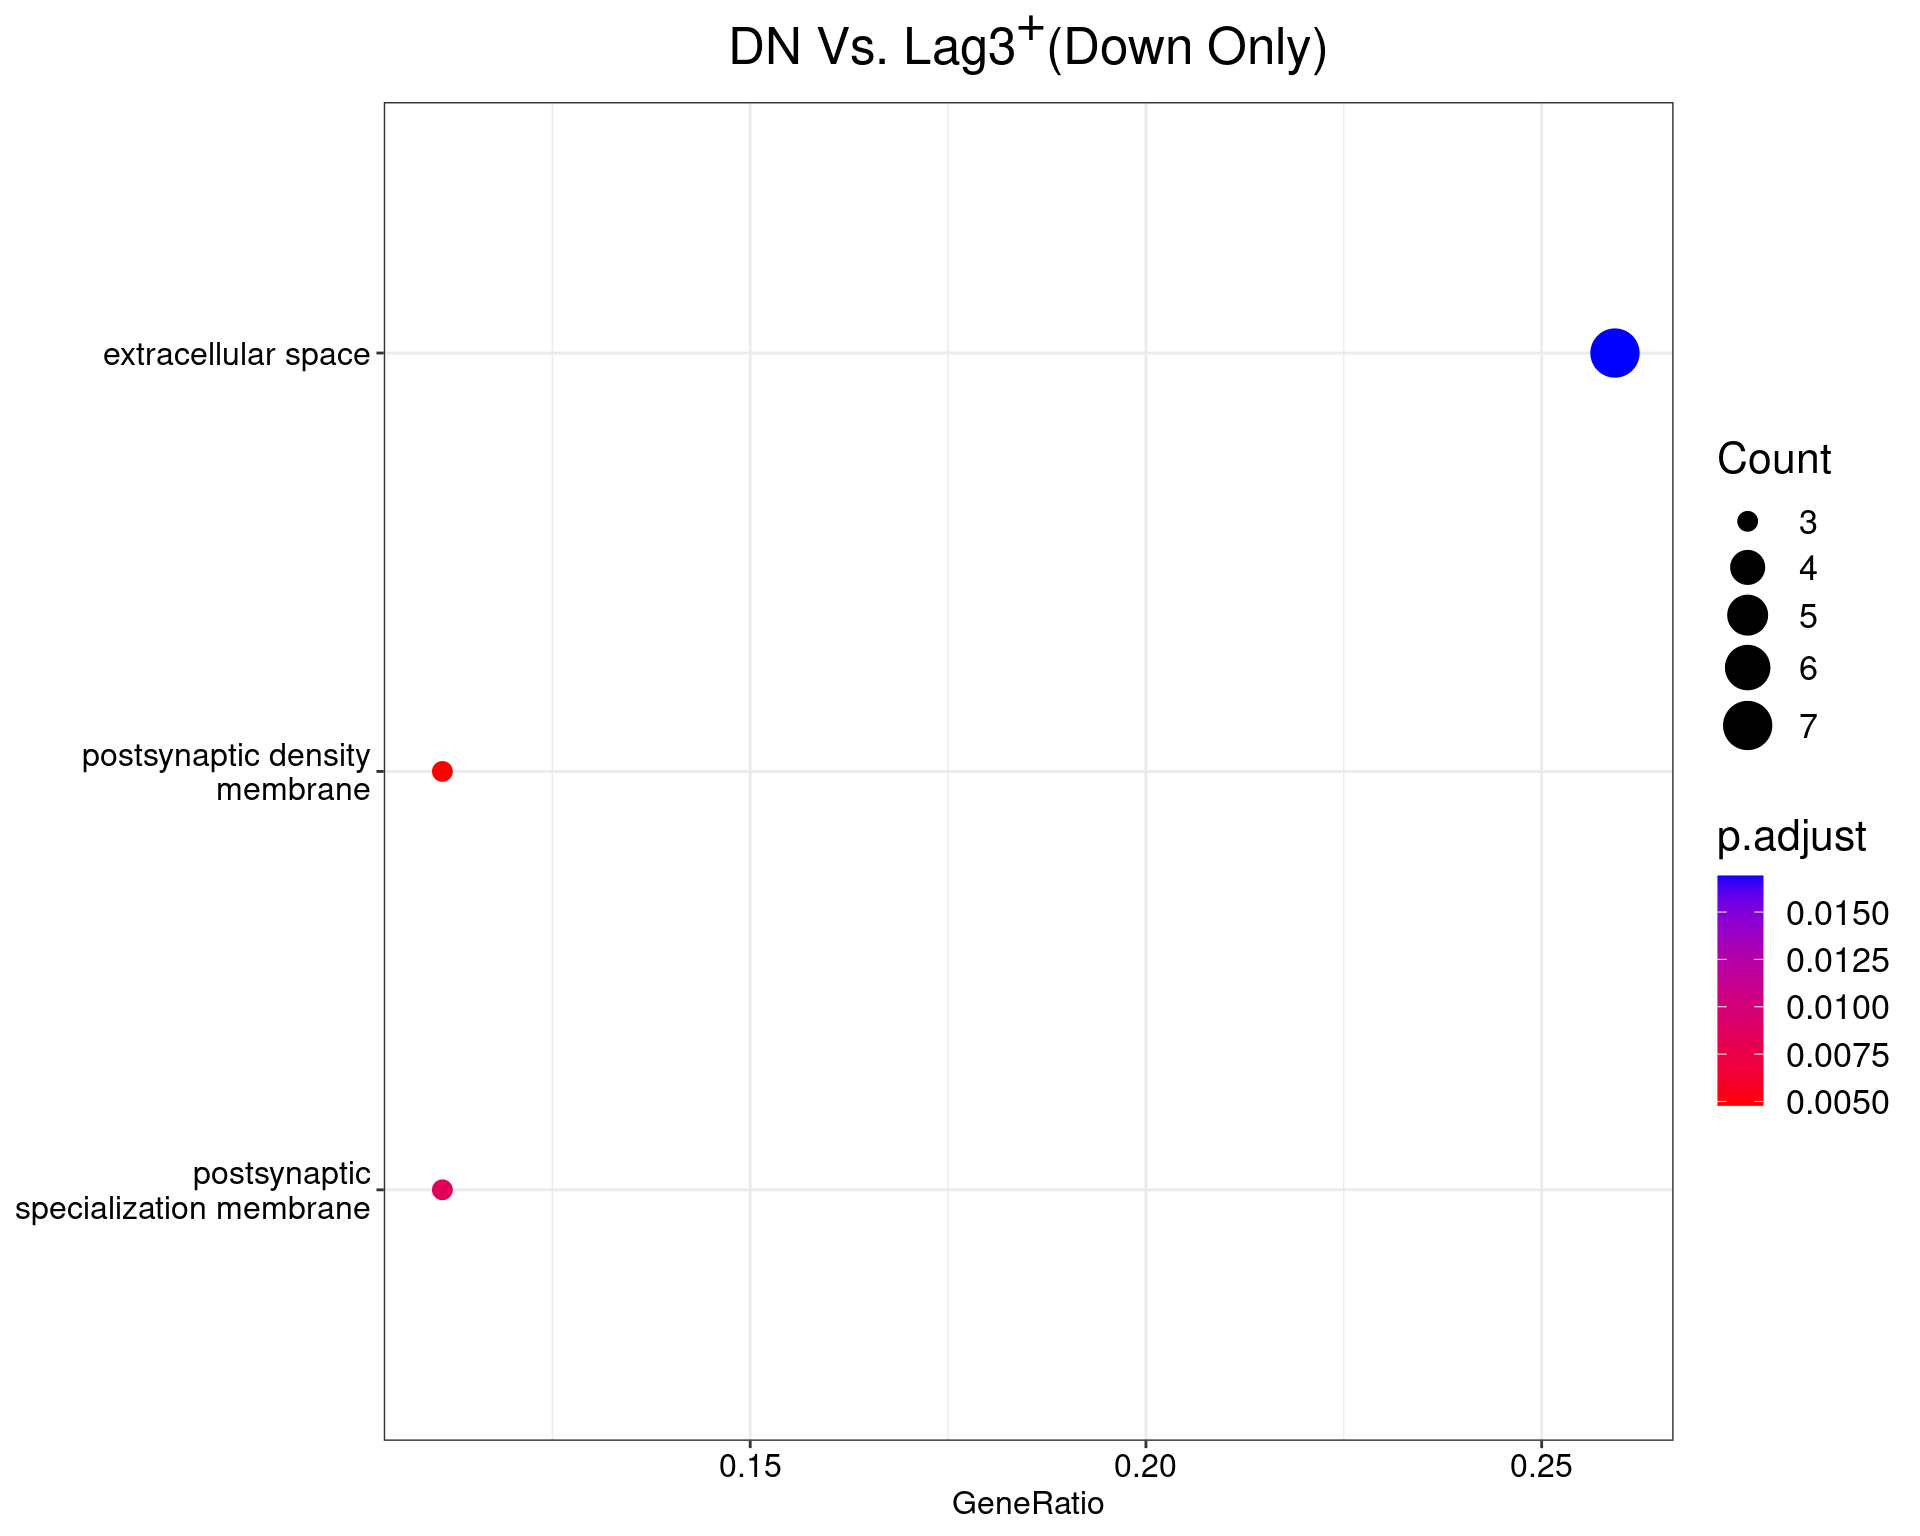 DN Vs. Lag3+(Down Only)
extracellular space
postsynaptic density
membrane
postsynaptic
specialization membrane
0.15
0.20
0.25
GeneRatio
Count
3
4
5
6
7
p.adjust
0.0150
0.0125
0.0100
0.0075
0.0050